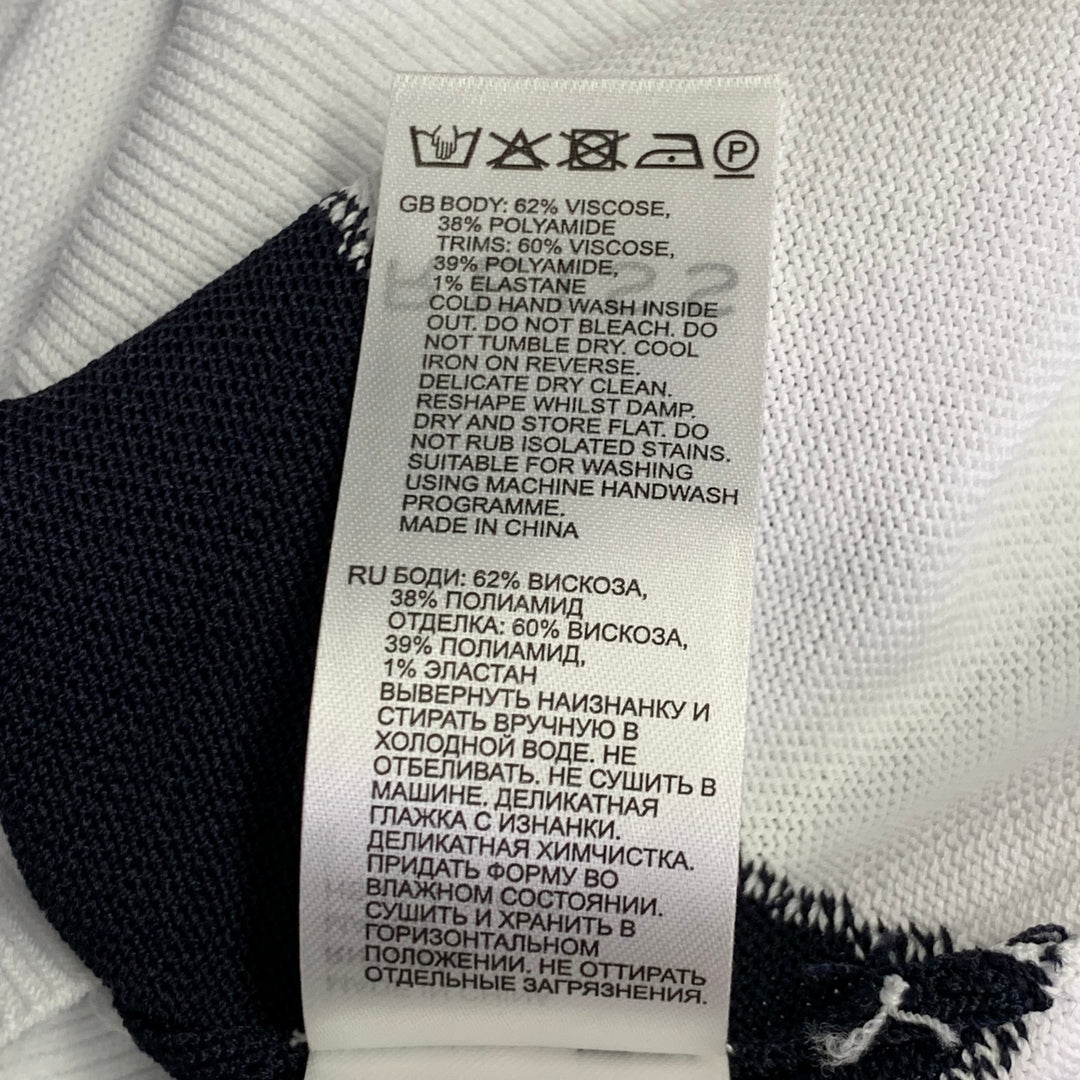 P
GB BODY: 62% VISCOSE,
38% POLYAMIDE
TRIMS: 60% VISCOSE,
39% POLYAMIDE,
1% ELASTANE
COLD HAND WASH INSIDE
OUT. DO NOT BLEACH. DO
NOT TUMBLE DRY. COOL
IRON ON REVERSE.
DELICATE DRY CLEAN.
RESHAPE WHILST DAMP.
DRY AND STORE FLAT. DO
NOT RUB ISOLATED STAINS.
SUITABLE FOR WASHING
USING MACHINE HANDWASH
PROGRAMME.
MADE IN CHINA
RU БОДИ: 62% ВИСКОЗА,
38% ПОЛИАМИД
ОТДЕЛКА: 60% ВИСКОЗА,
39% ПОЛИАМИД,
1% ЭЛАСТАН
ВЫВЕРНУТЬ НАИЗНАНКУ И
СТИРАТЬ ВРУЧНУЮ В
ХОЛОДНОЙ ВОДЕ. НЕ
ОТБЕЛИВАТЬ. НЕ СУШИТЬ В
МАШИНЕ. ДЕЛИКАТНАЯ
ГЛАЖКА С ИЗНАНКИ.
ДЕЛИКАТНАЯ ХИМЧИСТКА.
ПРИДАТЬ ФОРМУ ВО
ВЛАЖНОМ СОСТОЯНИИ.
СУШИТЬ И ХРАНИТЬ В
ГОРИЗОНТАЛЬНОМ
ПОЛОЖЕНИИ. НЕ ОТТИРАТЬ
ОТДЕЛЬНЫЕ ЗАГРЯЗНЕНИЯ.